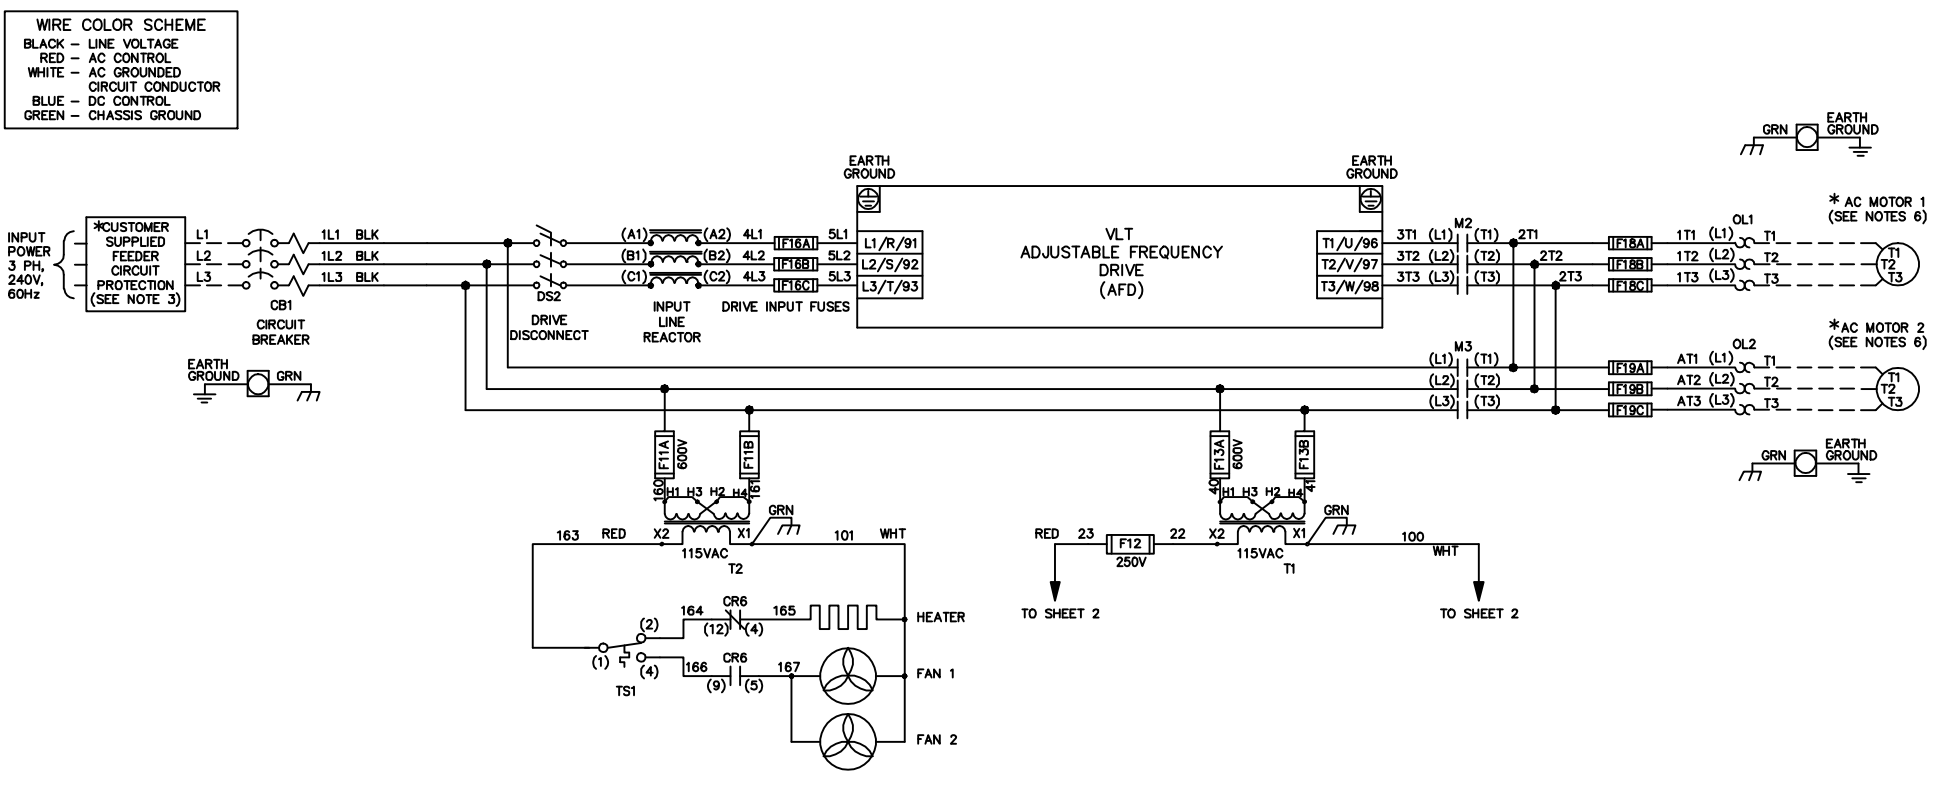 WIRE COLOR SCHEME
BLACK – LINE VOLTAGE
RED – AC CONTROL
WHITE – AC GROUNDED
CIRCUIT CONDUCTOR
BLUE – DC CONTROL
GREEN – CHASSIS GROUND
GRN
EARTH
GROUND
INPUT
POWER
3 PH,
240V,
60Hz
*CUSTOMER
SUPPLIED
FEEDER
CIRCUIT
PROTECTION
(SEE NOTE 3)
L1
L2
L3
CB1
CIRCUIT
BREAKER
1L1 BLK
1L2 BLK
1L3 BLK
EARTH
GROUND
GRN
DS2
DRIVE
DISCONNECT
(A1) (A2) 4L1 F16A 5L1
(B1) (B2) 4L2 F16B 5L2
(C1) (C2) 4L3 F16C 5L3
INPUT
LINE
REACTOR
DRIVE INPUT FUSES
EARTH
GROUND
L1/R/91
L2/S/92
L3/T/93
VLT
ADJUSTABLE FREQUENCY
DRIVE
(AFD)
EARTH
GROUND
T1/U/96
T2/V/97
T3/W/98
M2
3T1 (L1) (T1) 2T1
3T2 (L2) (T2) 2T2
3T3 (L3) (T3) 2T3
OL1
F18A 1T1 (L1) T1
F18B 1T2 (L2) T2
F18C 1T3 (L3) T3
* AC MOTOR 1
(SEE NOTES 6)
T1
T2
T3
M3
(L1) (T1)
(L2) (T2)
(L3) (T3)
OL2
F19A AT1 (L1) T1
F19B AT2 (L2) T2
F19C AT3 (L3) T3
* AC MOTOR 2
(SEE NOTES 6)
T1
T2
T3
GRN
EARTH
GROUND
F11A
600V
F11B
160
161
H1 H3 H2 H4
GRN
163 RED X2 X1 101 WHT
115VAC
T2
F13A
600V
F13B
40
41
H1 H3 H2 H4
GRN
RED 23 F12 22 X2 X1 100
WHT
250V
115VAC
T1
TO SHEET 2
TO SHEET 2
CR6
164 165
(12) (4)
HEATER
(2)
(1)
(4)
TS1
CR6
166 167
(9) (5)
FAN 1
FAN 2